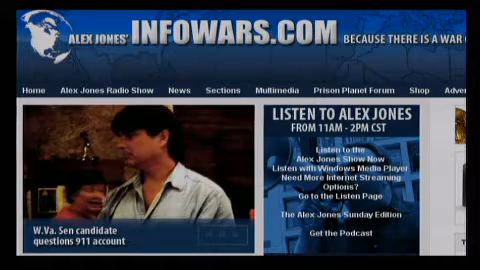 ALEX JONES' INFOWARS.COM BECAUSE THERE IS A WAR
Home Alex Jones Radio Show News Sections Multimedia Prison Planet Forum Shop
LISTEN TO ALEX JONES
FROM 11AM - 2PM CST
Listen to the
Alex Jones Show Now
Listen with Windows Media Player
Need More Internet Streaming
Options?
Go to the Listen Page
The Alex Jones Sunday Edition
Get the Podcast
W.Va. Sen candidate
questions 911 account